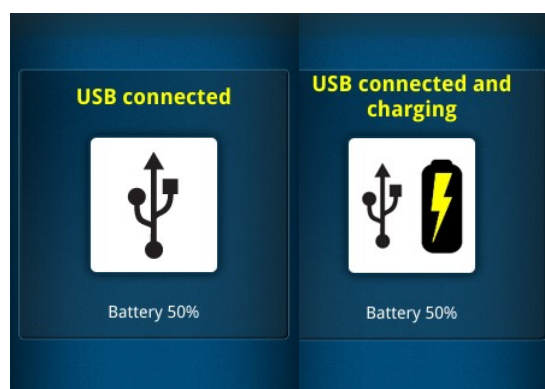 USB connected
Battery 50%
USB connected and
charging
Battery 50%